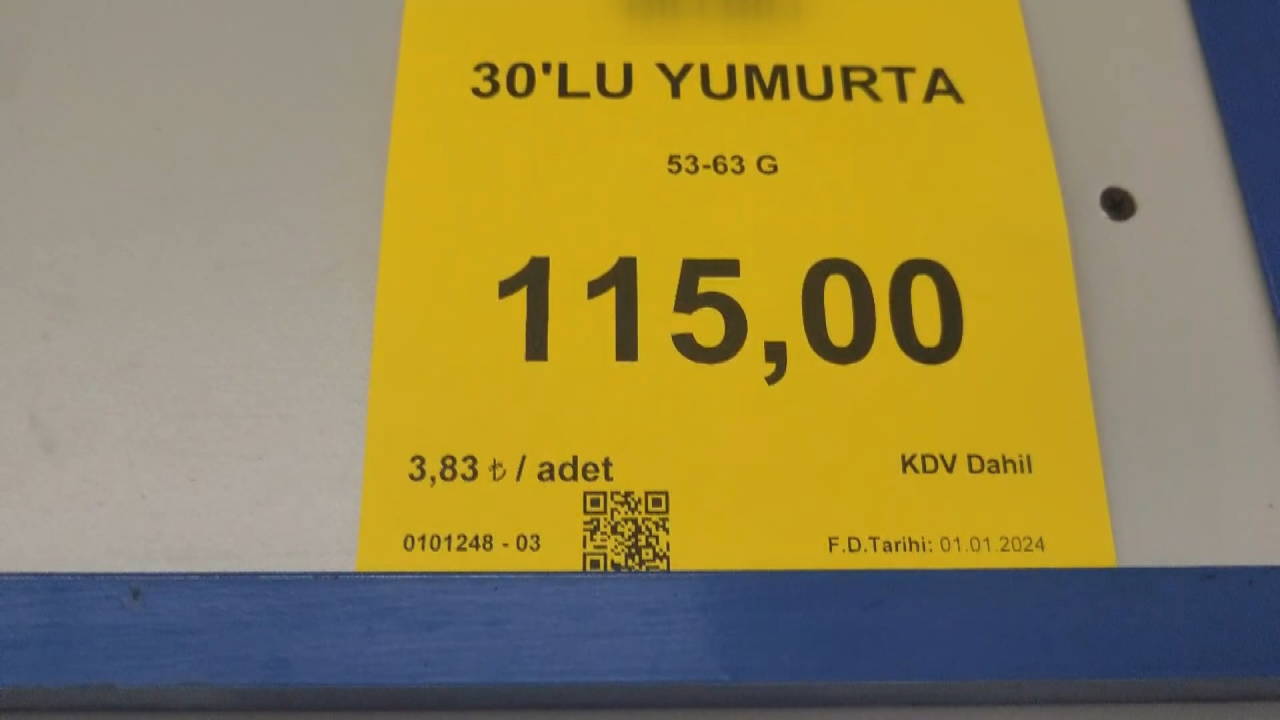 30'LU YUMURTA
53-63 G
115,00
3,83 ₺ / adet
KDV Dahil
0101248 - 03
F.D.Tarihi: 01.01.2024